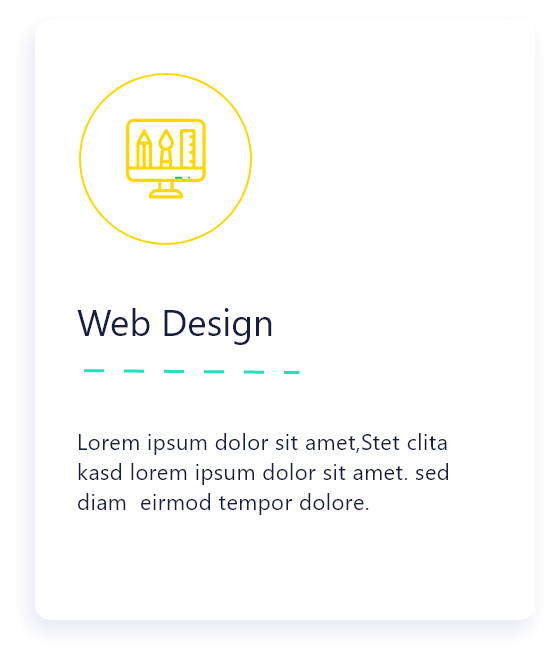 Web Design
Lorem ipsum dolor sit amet,Stet clita
kasd lorem ipsum dolor sit amet. sed
diam  eirmod tempor dolore.